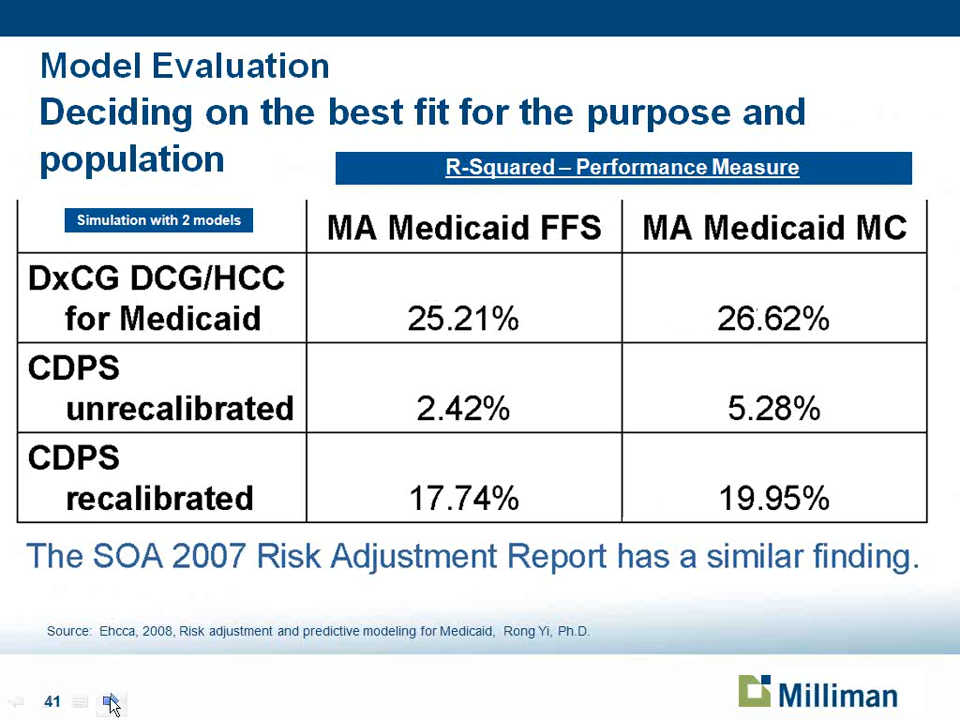 Model Evaluation
Deciding on the best fit for the purpose and
population
R-Squared – Performance Measure
Simulation with 2 models
MA Medicaid FFS
MA Medicaid MC
DxCG DCG/HCC
for Medicaid
25.21%
26.62%
CDPS
unrecalibrated
2.42%
5.28%
CDPS
recalibrated
17.74%
19.95%
The SOA 2007 Risk Adjustment Report has a similar finding.
Source: Ehcca, 2008, Risk adjustment and predictive modeling for Medicaid, Rong Yi, Ph.D.
41
Milliman